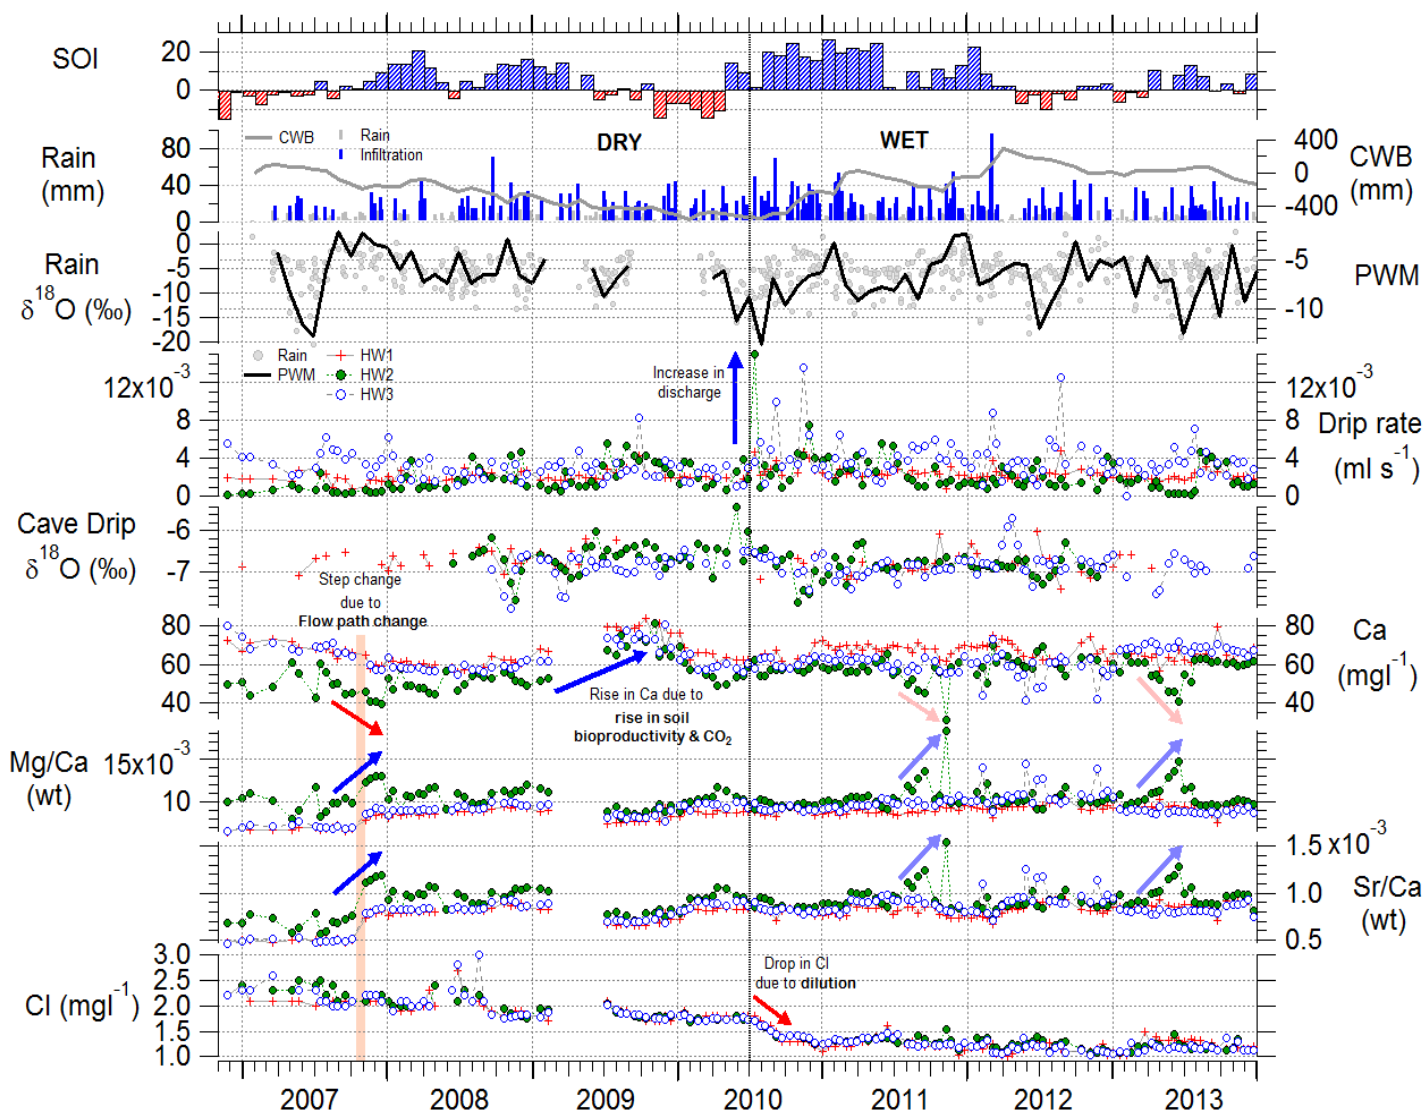 SOI
20
0
CWB
Rain
Infiltration
DRY
WET
Rain
(mm)
80
40
0
400
0
-400
CWB
(mm)
Rain
δ18O (‰)
0
-5
-10
-15
-20
-5
-10
PWM
Rain
PWM
HW1
HW2
HW3
Increase in
discharge
12x10-3
8
4
0
12x10-3
8
4
0
Drip rate
(ml s-1)
Cave Drip
δ18O (‰)
-6
-7
Step change
due to
Flow path change
80
60
40
80
60
40
Ca
(mgl-1)
Rise in Ca due to
rise in soil
bioproductivity & CO2
Mg/Ca
(wt)
15x10-3
10
1.5 x10-3
1.0
0.5
Sr/Ca
(wt)
Cl (mgl-1)
3.0
2.5
2.0
1.5
1.0
Drop in Cl
due to dilution
2007
2008
2009
2010
2011
2012
2013